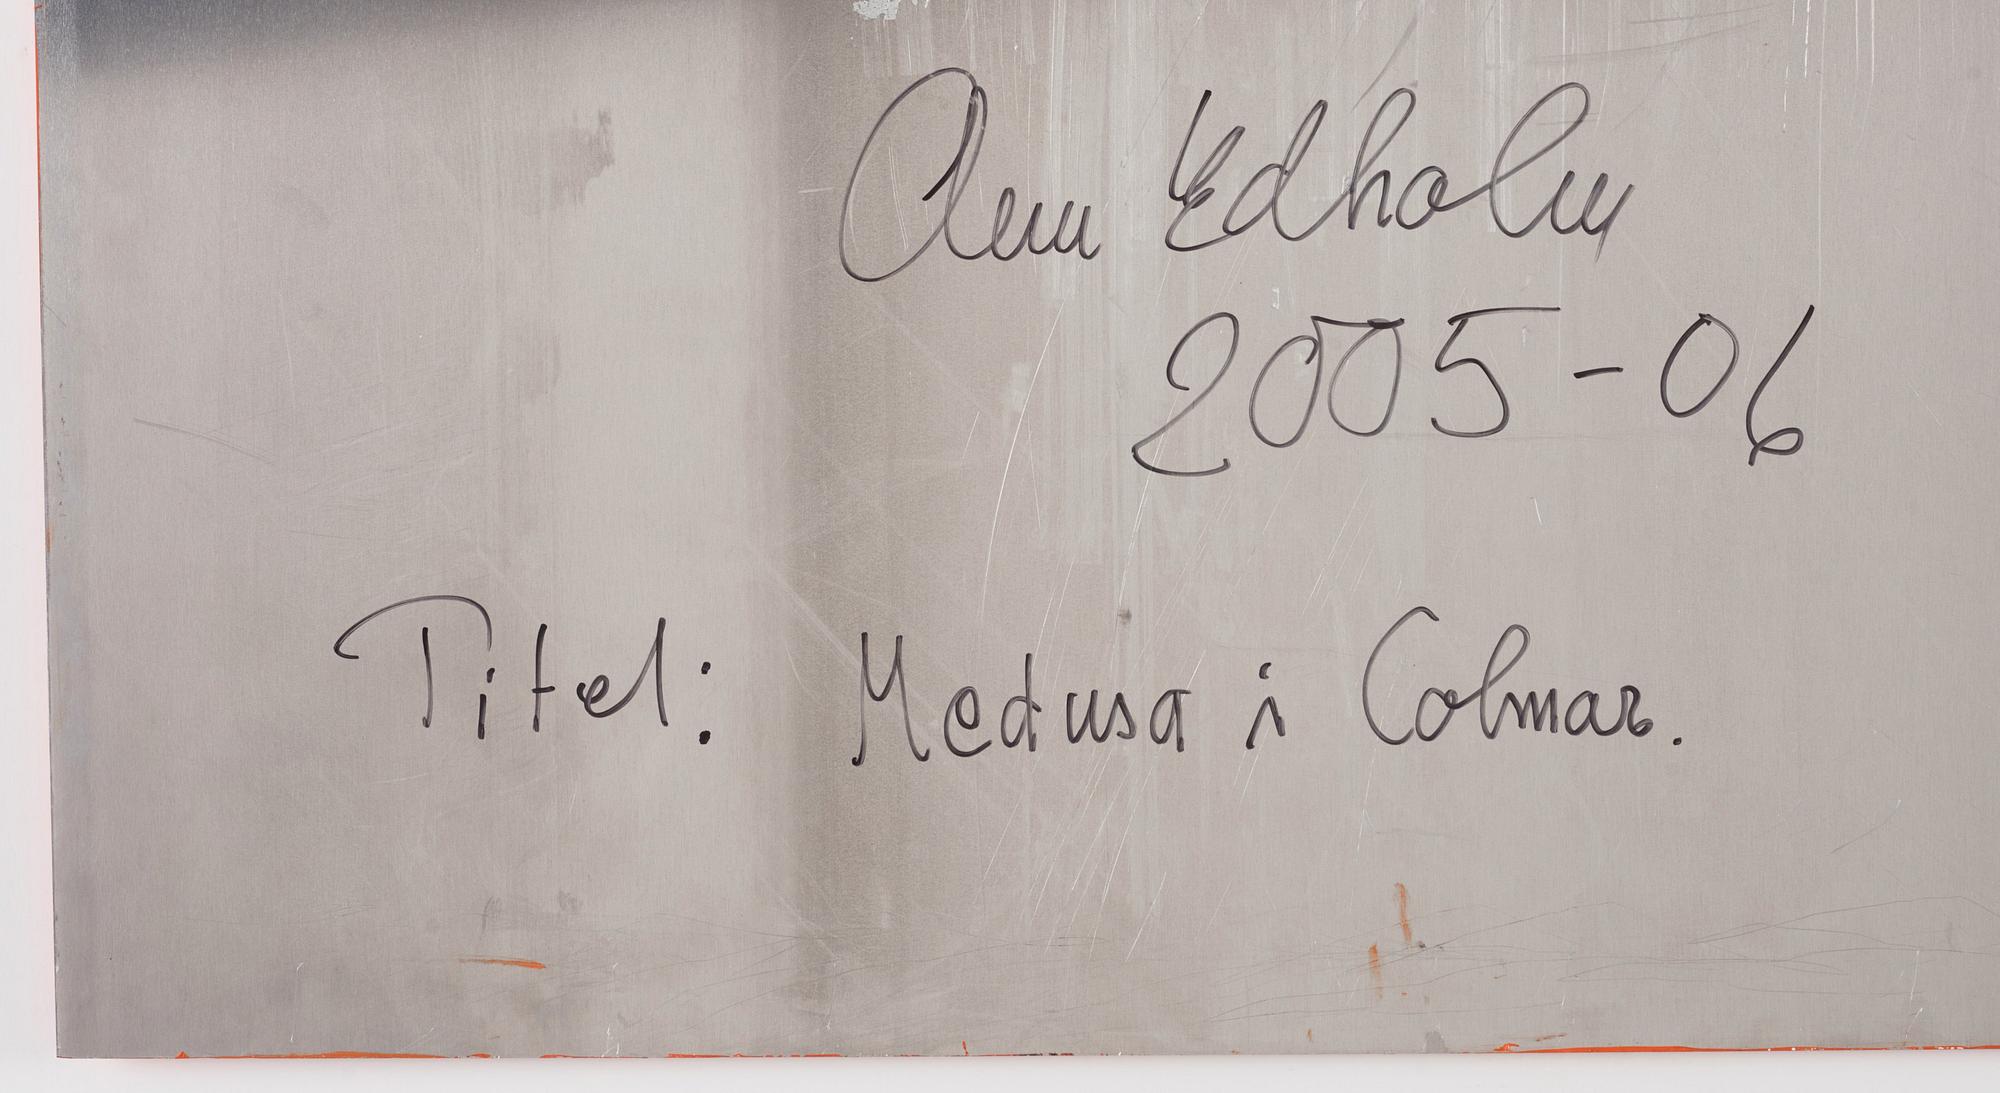 Ann Edholm
2005-06
Titel: Medusa i Colmar.